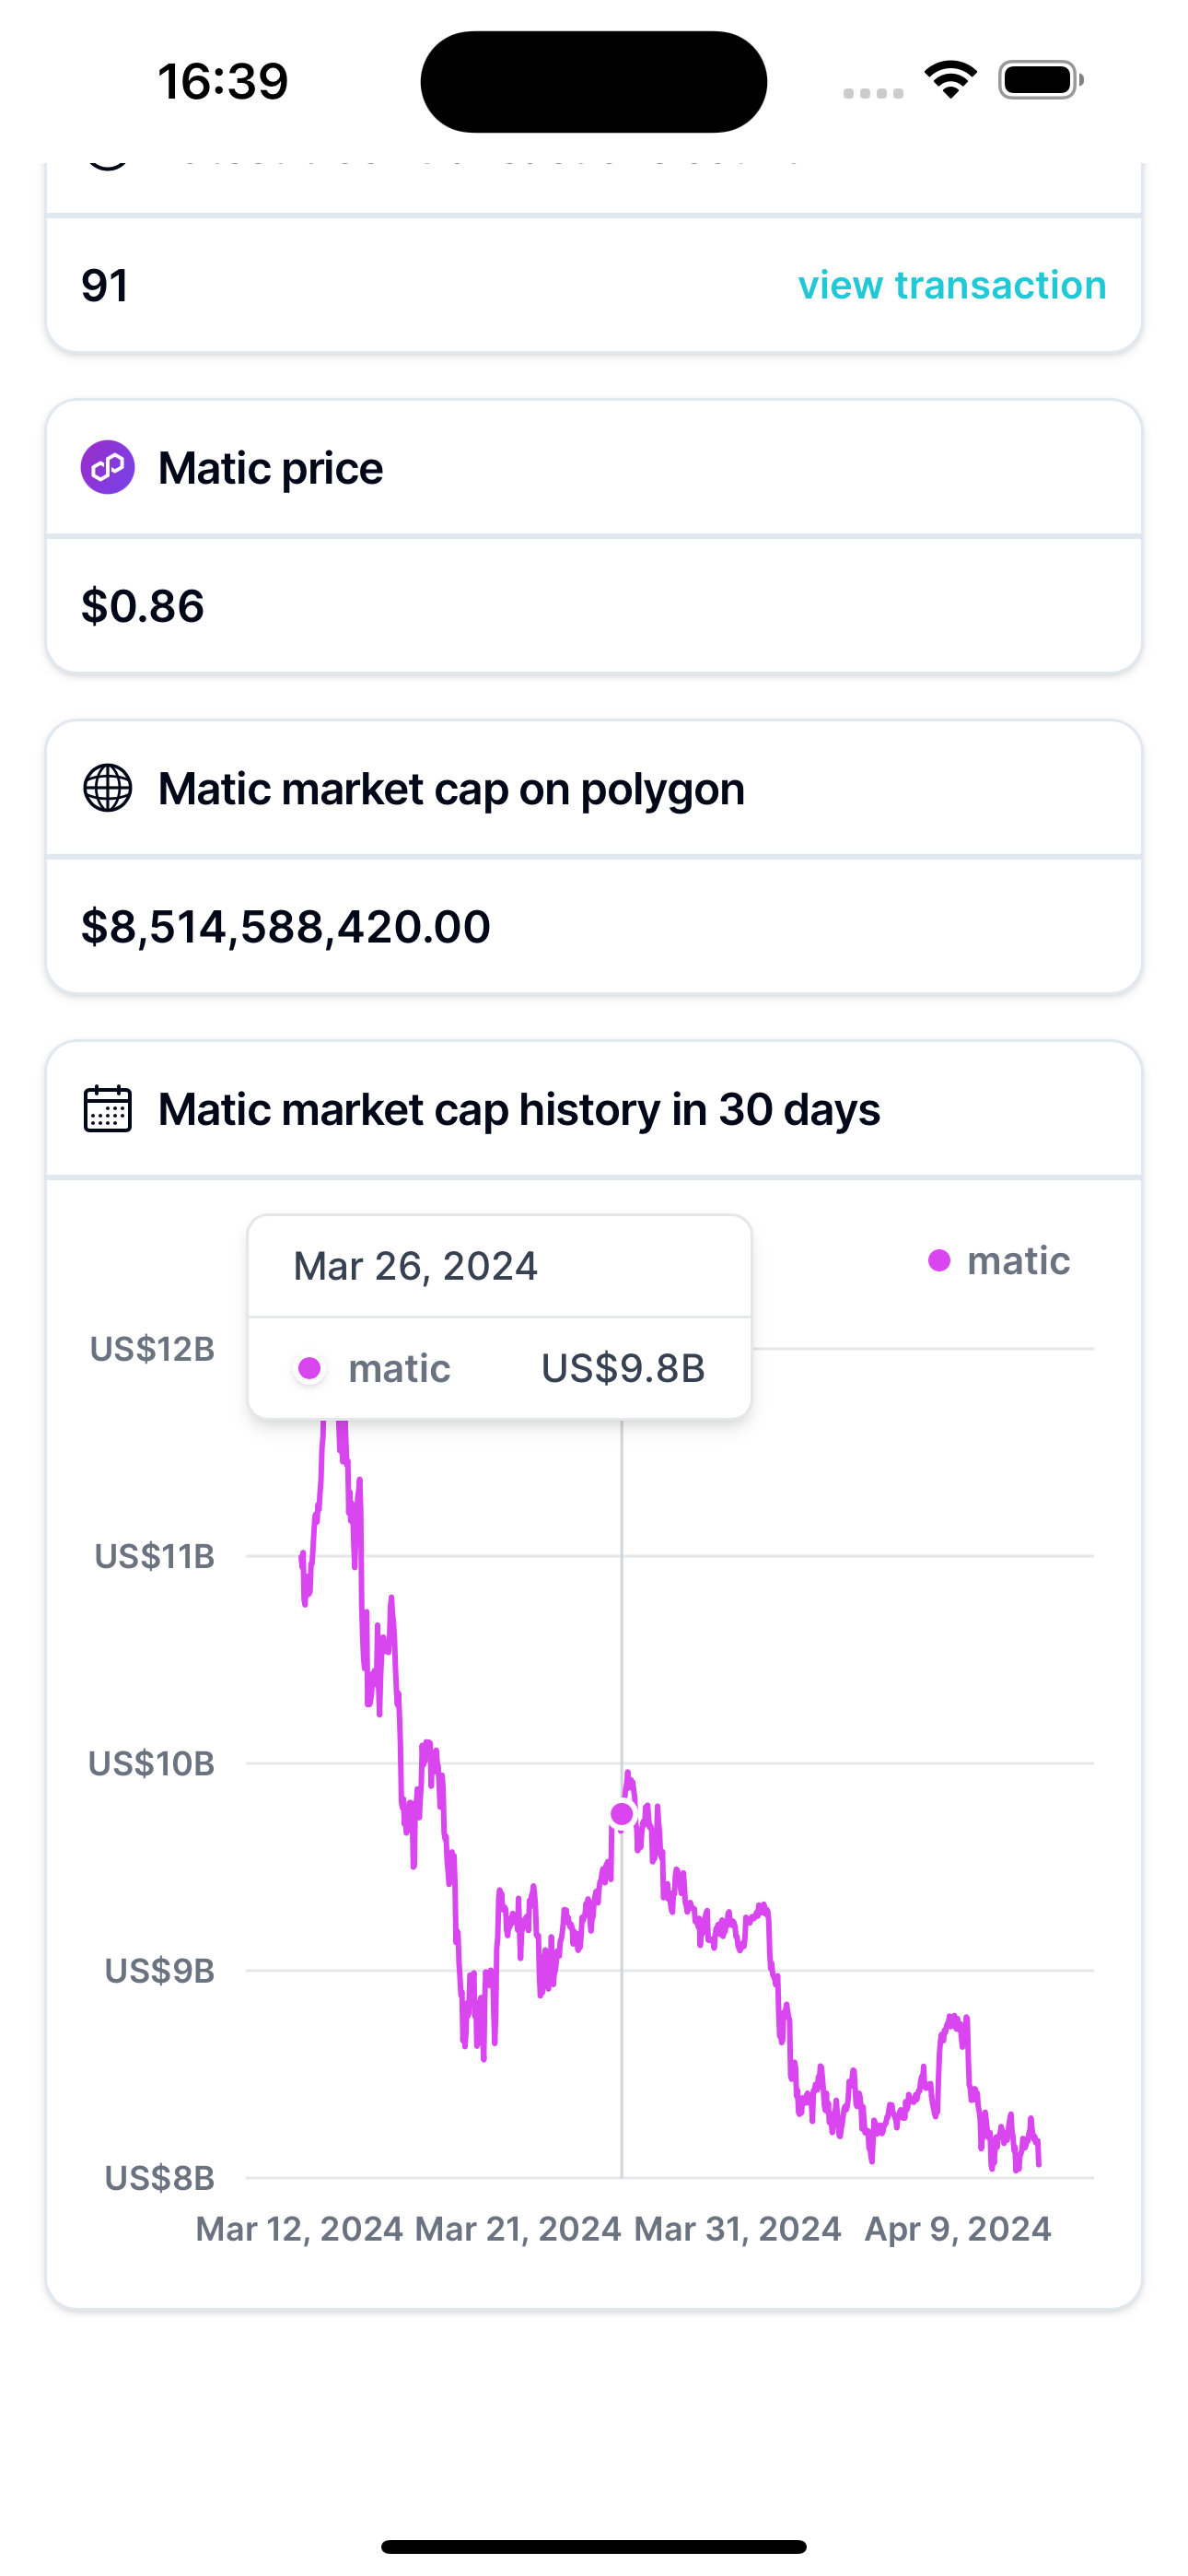 16:39
91
view transaction
Matic price
$0.86
Matic market cap on polygon
$8,514,588,420.00
Matic market cap history in 30 days
Mar 26, 2024
matic
matic US$9.8B
US$12B
US$11B
US$10B
US$9B
US$8B
Mar 12, 2024 Mar 21, 2024 Mar 31, 2024 Apr 9, 2024